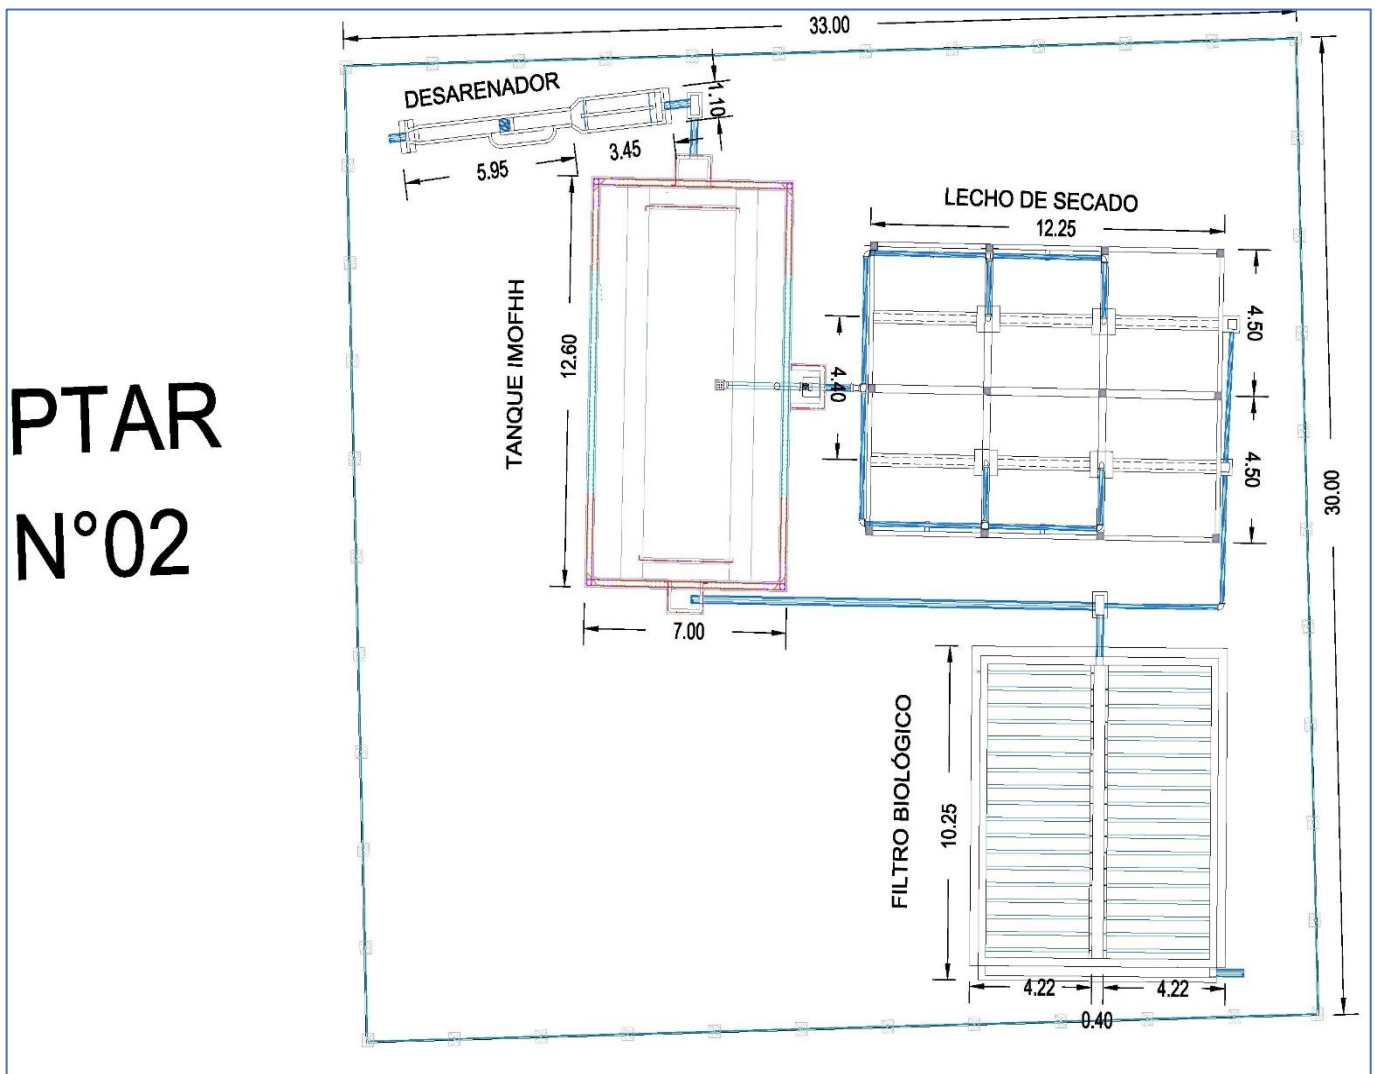 33.00
DESARENADOR
1.10
5.95
3.45
LECHO DE SECADO
12.25
TANQUE IMOFHH
12.60
4.50
4.40
4.50
PTAR
N°02
30.00
7.00
FILTRO BIOLÓGICO
10.25
4.22
4.22
0.40